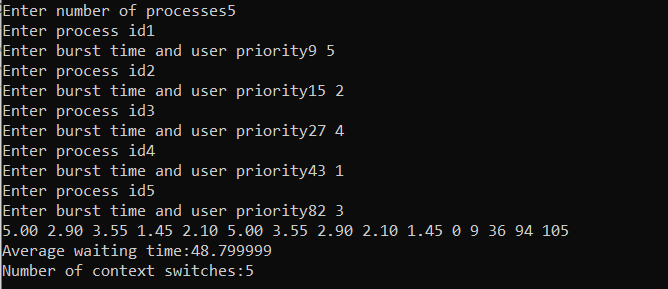 Enter number of processes5
Enter process id1
Enter burst time and user priority9 5
Enter process id2
Enter burst time and user priority15 2
Enter process id3
Enter burst time and user priority27 4
Enter process id4
Enter burst time and user priority43 1
Enter process id5
Enter burst time and user priority82 3
5.00 2.90 3.55 1.45 2.10 5.00 3.55 2.90 2.10 1.45 0 9 36 94 105
Average waiting time:48.799999
Number of context switches:5